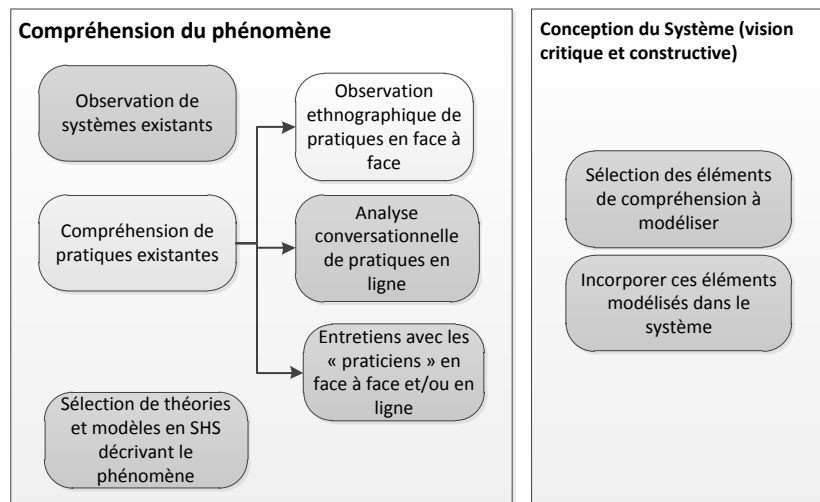 Compréhension du phénomène
Observation de
systèmes existants
Compréhension de
pratiques existantes
Sélection de théories
et modèles en SHS
décrivant le
phénomène
Observation
ethnographique de
pratiques en face à
face
Analyse
conversationnelle
de pratiques en
ligne
Entretiens avec les
« praticiens » en
face à face et/ou en
ligne
Conception du Système (vision
critique et constructive)
Sélection des éléments
de compréhension à
modéliser
Incorporer ces éléments
modélisés dans le
système